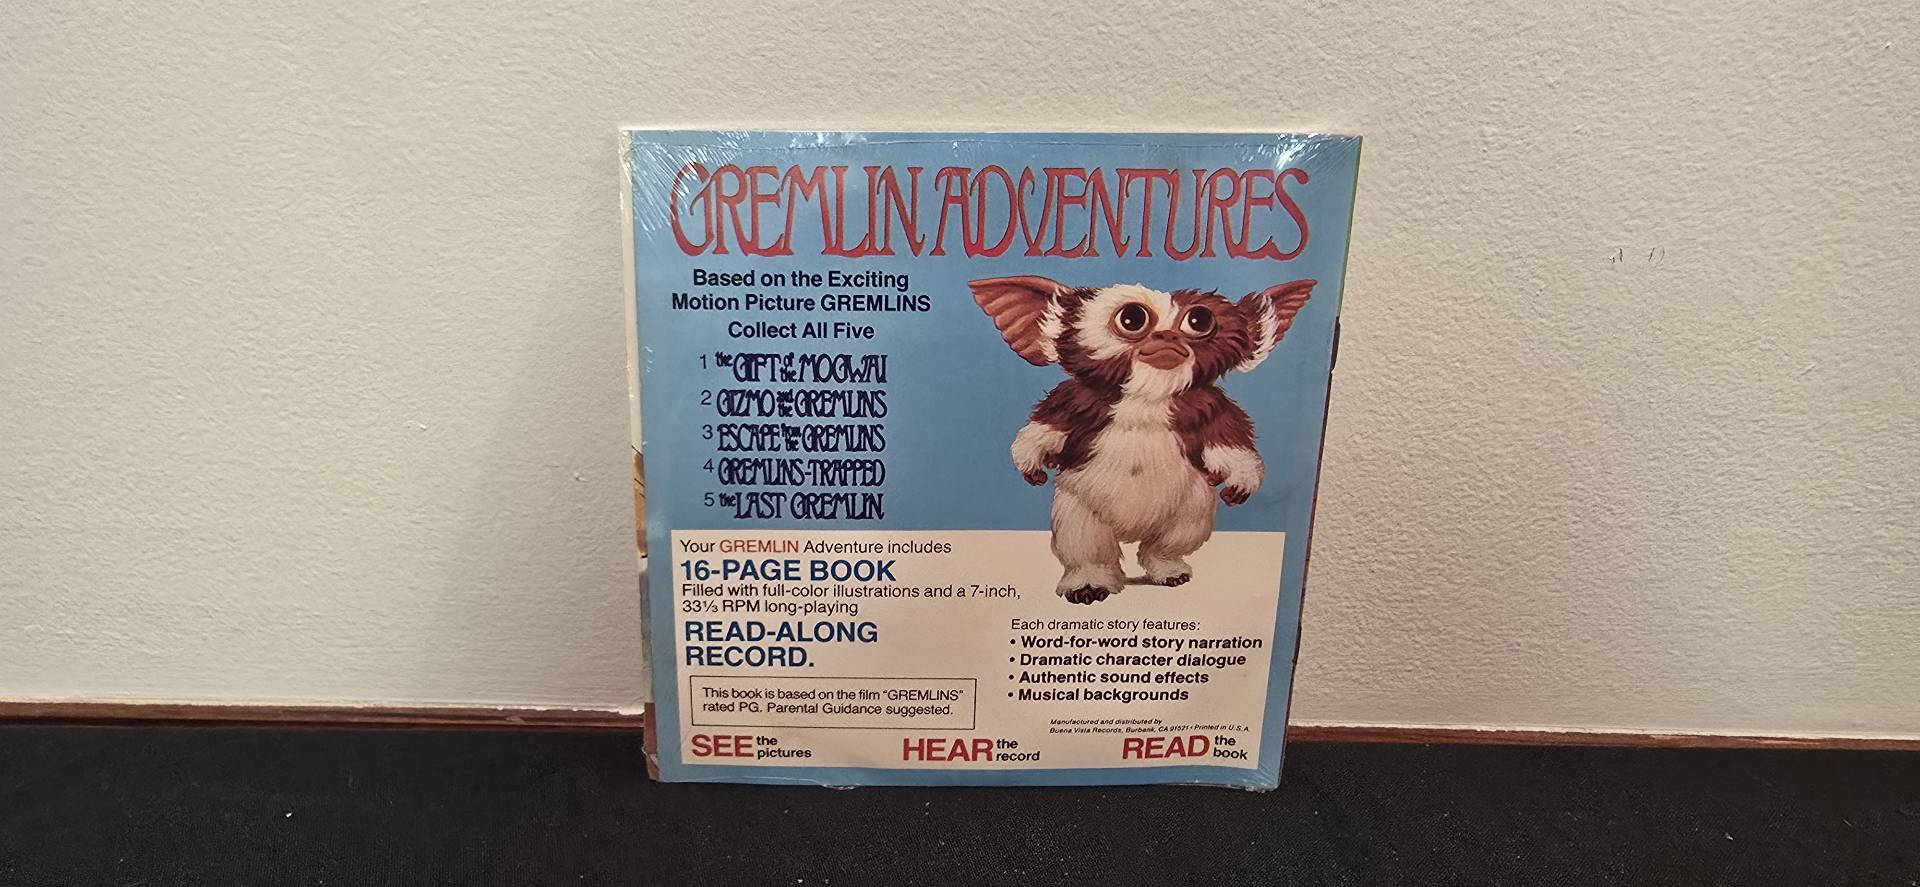 GREMLIN ADVENTURES
Based on the Exciting
Motion Picture GREMLINS
Collect All Five
1 the GIFT of the MOGWAI
2 GIZMO and the GREMLINS
3 ESCAPE from the GREMLINS
4 GREMLINS-TRAPPED
5 the LAST GREMLIN
Your GREMLIN Adventure includes
16-PAGE BOOK
Filled with full-color illustrations and a 7-inch,
33⅓ RPM long-playing
READ-ALONG
RECORD.
This book is based on the film "GREMLINS"
rated PG. Parental Guidance suggested.
Each dramatic story features:
• Word-for-word story narration
• Dramatic character dialogue
• Authentic sound effects
• Musical backgrounds
Manufactured and distributed by
Buena Vista Records, Burbank, CA 91521 • Printed in U.S.A.
SEE the pictures
HEAR the record
READ the book